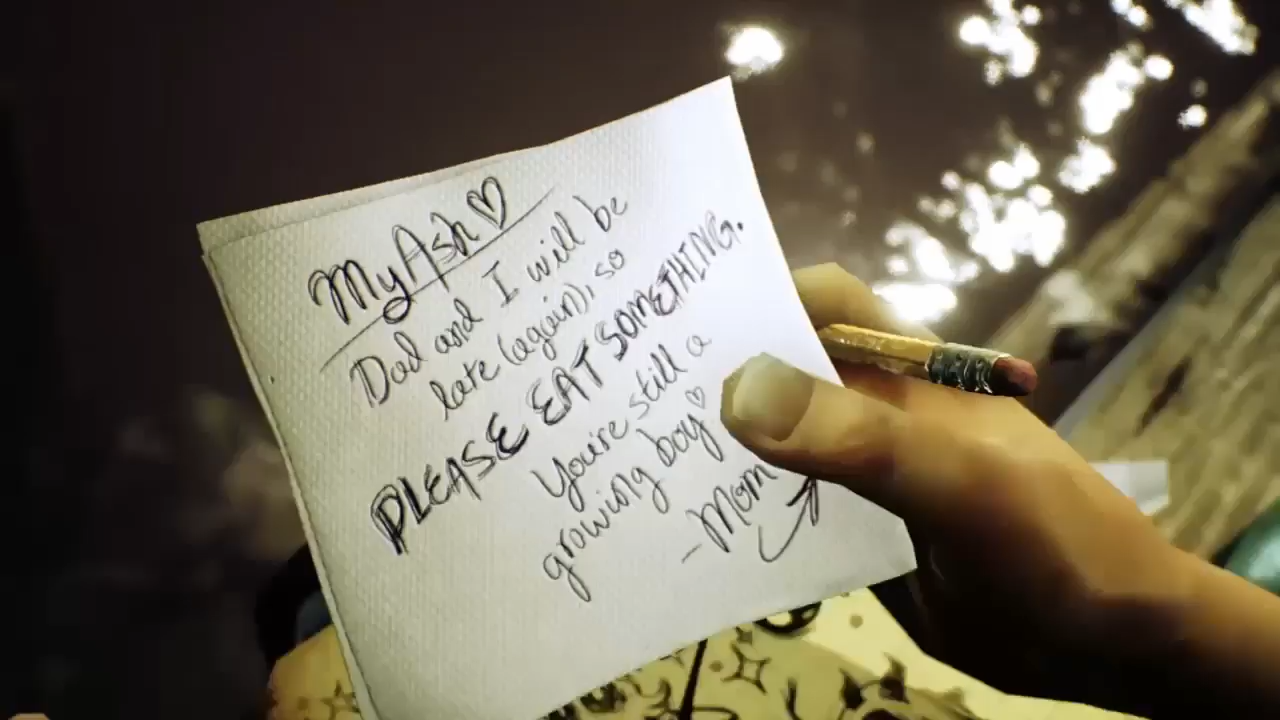 My Ash ♡
Dad and I will be
late (again), so
PLEASE EAT SOMETHING.
You're still a
growing boy ♡
-Mom